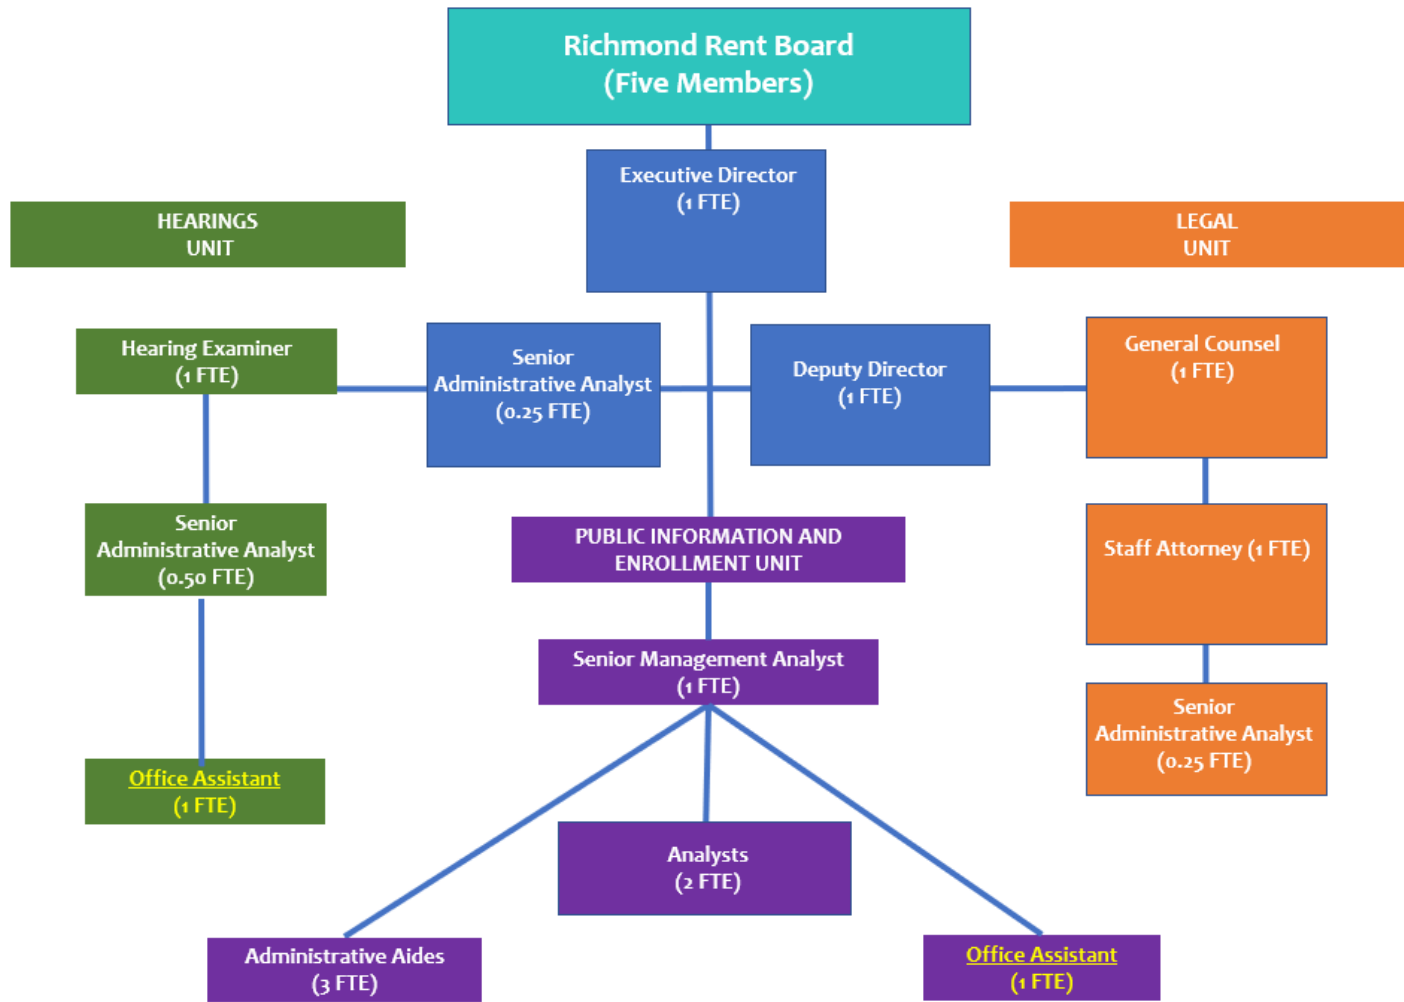 Richmond Rent Board
(Five Members)
Executive Director
(1 FTE)
HEARINGS
UNIT
LEGAL
UNIT
Hearing Examiner
(1 FTE)
Senior
Administrative Analyst
(0.25 FTE)
Deputy Director
(1 FTE)
General Counsel
(1 FTE)
Senior
Administrative Analyst
(0.50 FTE)
PUBLIC INFORMATION AND
ENROLLMENT UNIT
Staff Attorney (1 FTE)
Senior Management Analyst
(1 FTE)
Senior
Administrative Analyst
(0.25 FTE)
Office Assistant
(1 FTE)
Analysts
(2 FTE)
Administrative Aides
(3 FTE)
Office Assistant
(1 FTE)